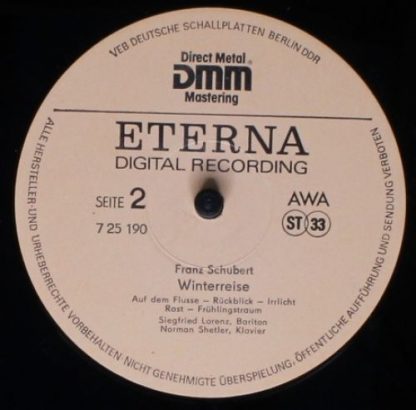 VEB DEUTSCHE SCHALLPLATTEN BERLIN DDR
Direct Metal
DMM
Mastering
ETERNA
DIGITAL RECORDING
SEITE 2
AWA
7 25 190
ST 33
Franz Schubert
Winterreise
Auf dem Flusse – Rückblick – Irrlicht
Rast – Frühlingstraum
Siegfried Lorenz, Bariton
Norman Shetler, Klavier
ALLE HERSTELLER- UND URHEBERRECHTE VORBEHALTEN · NICHT GENEHMIGTE ÜBERSPIELUNG, ÖFFENTLICHE AUFFÜHRUNG UND SENDUNG VERBOTEN